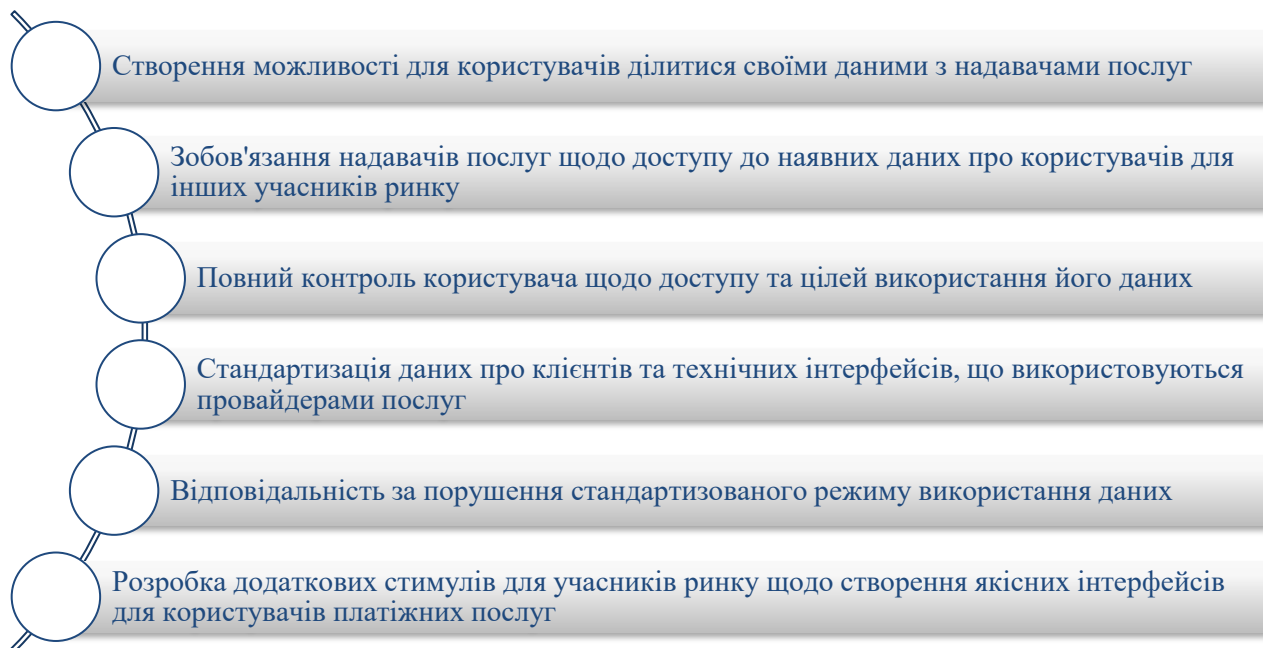 Створення можливості для користувачів ділитися своїми даними з надавачами послуг
Зобов'язання надавачів послуг щодо доступу до наявних даних про користувачів для
інших учасників ринку
Повний контроль користувача щодо доступу та цілей використання його даних
Стандартизація даних про клієнтів та технічних інтерфейсів, що використовуються
провайдерами послуг
Відповідальність за порушення стандартизованого режиму використання даних
Розробка додаткових стимулів для учасників ринку щодо створення якісних інтерфейсів
для користувачів платіжних послуг